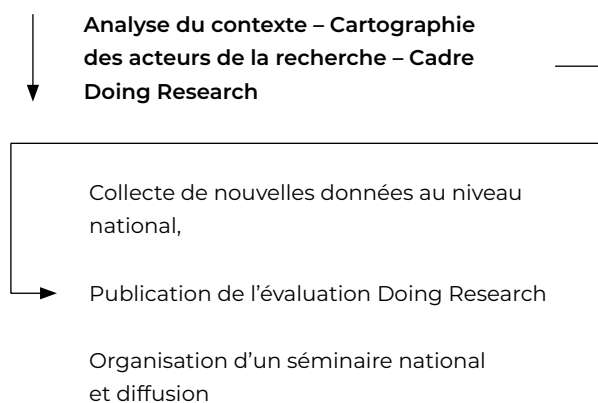 Analyse du contexte – Cartographie
des acteurs de la recherche – Cadre
Doing Research
Collecte de nouvelles données au niveau
national,
Publication de l’évaluation Doing Research
Organisation d’un séminaire national
et diffusion